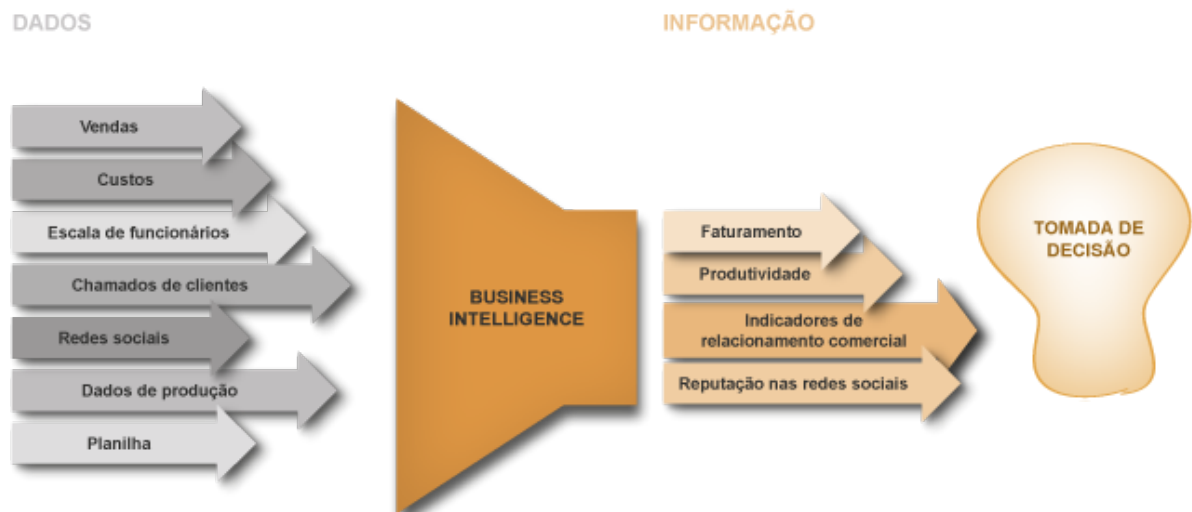 DADOS
INFORMAÇÃO
Vendas
Custos
Escala de funcionários
Chamados de clientes
Redes sociais
Dados de produção
Planilha
BUSINESS
INTELLIGENCE
Faturamento
Produtividade
Indicadores de
relacionamento comercial
Reputação nas redes sociais
TOMADA DE
DECISÃO